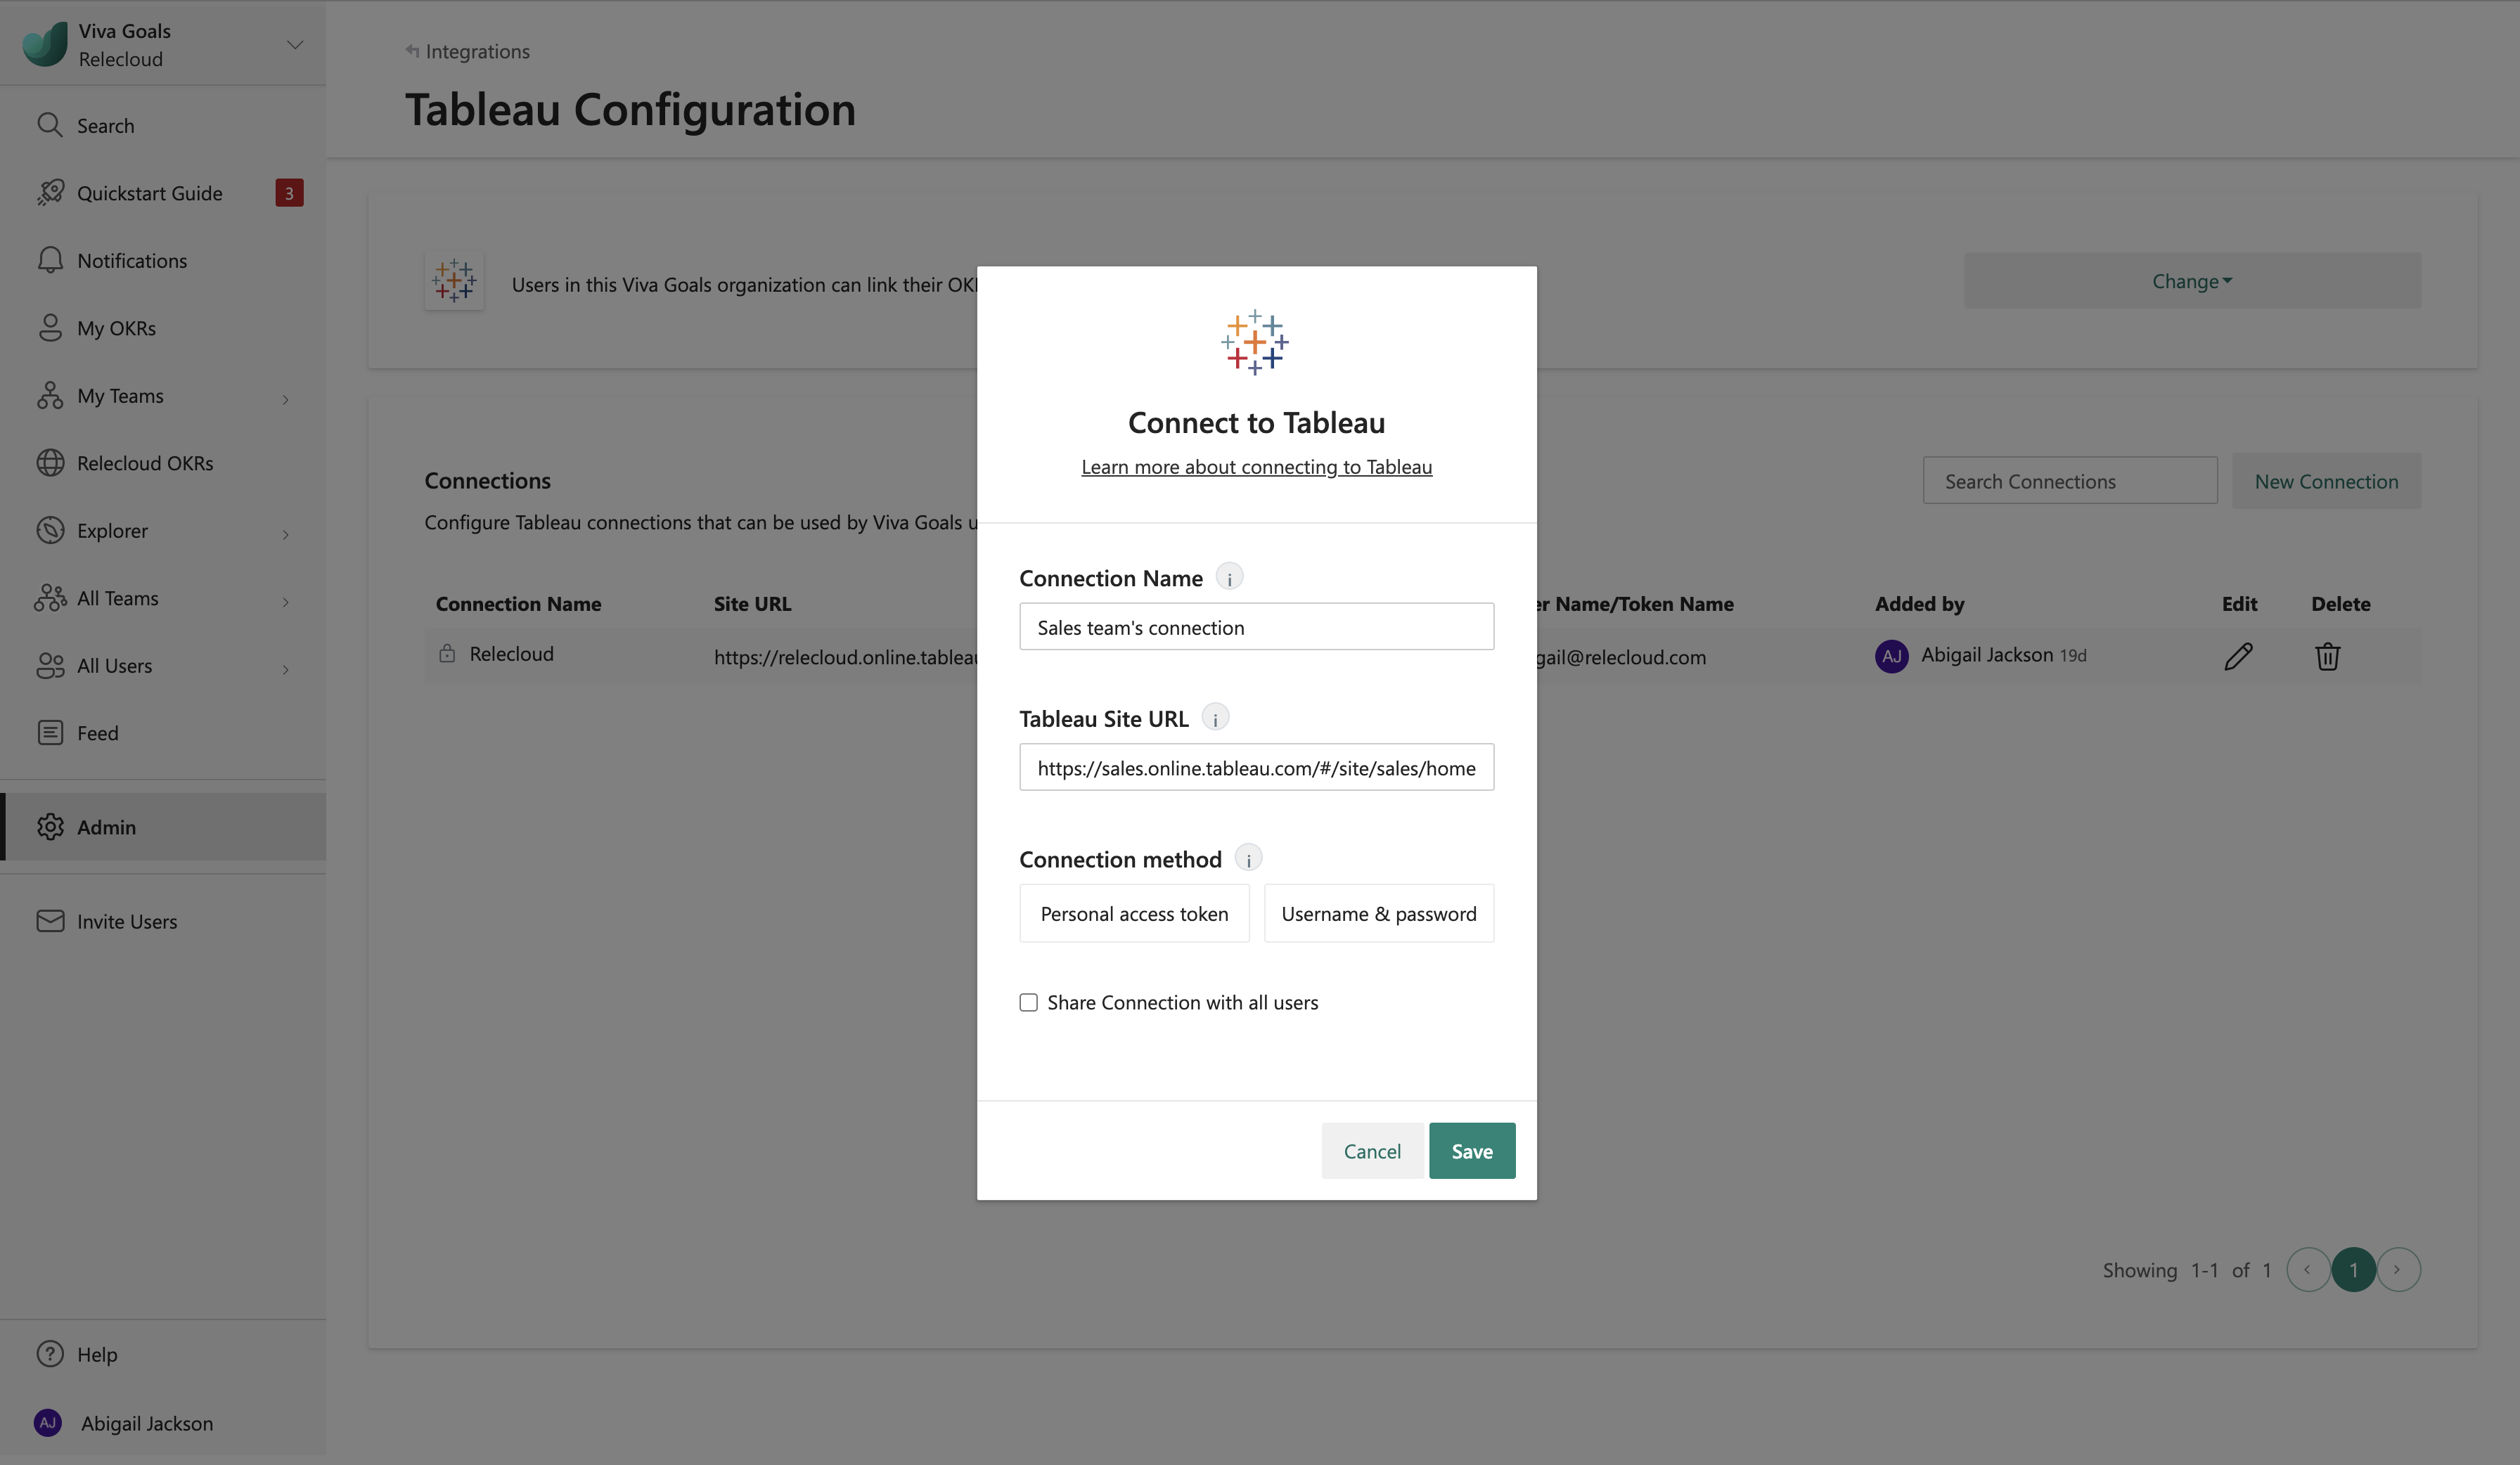 Viva Goals
Relecloud
Search
Quickstart Guide 3
Notifications
My OKRs
My Teams
Relecloud OKRs
Explorer
All Teams
All Users
Feed
Admin
Invite Users
Help
AJ Abigail Jackson
Integrations
Tableau Configuration
Users in this Viva Goals organization can link their
Change
Connections
Configure Tableau connections that can be used by Viva Goals
Search Connections
New Connection
Connection Name Site URL Name/Token Name Added by Edit Delete
Relecloud https://relecloud.online.tablea gail@relecloud.com AJ Abigail Jackson 19d
Showing 1-1 of 1 < 1 >
Connect to Tableau
Learn more about connecting to Tableau
Connection Name i
Sales team's connection
Tableau Site URL i
https://sales.online.tableau.com/#/site/sales/home
Connection method i
Personal access token Username & password
Share Connection with all users
Cancel Save